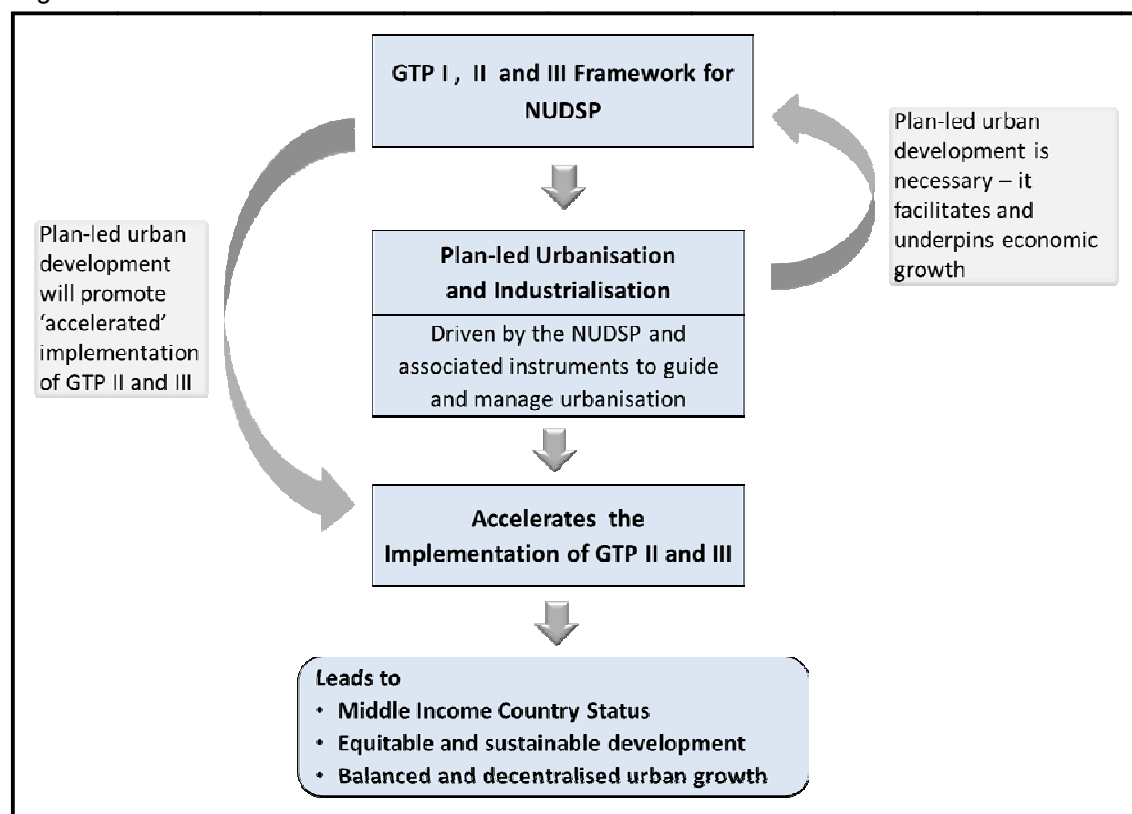 GTP I , II and III Framework for
NUDSP
Plan-led urban
development is
necessary – it
facilitates and
underpins economic
growth
Plan-led urban
development
will promote
‘accelerated’
implementation
of GTP II and III
Plan-led Urbanisation
and Industrialisation
Driven by the NUDSP and
associated instruments to guide
and manage urbanisation
Accelerates the
Implementation of GTP II and III
Leads to
• Middle Income Country Status
• Equitable and sustainable development
• Balanced and decentralised urban growth